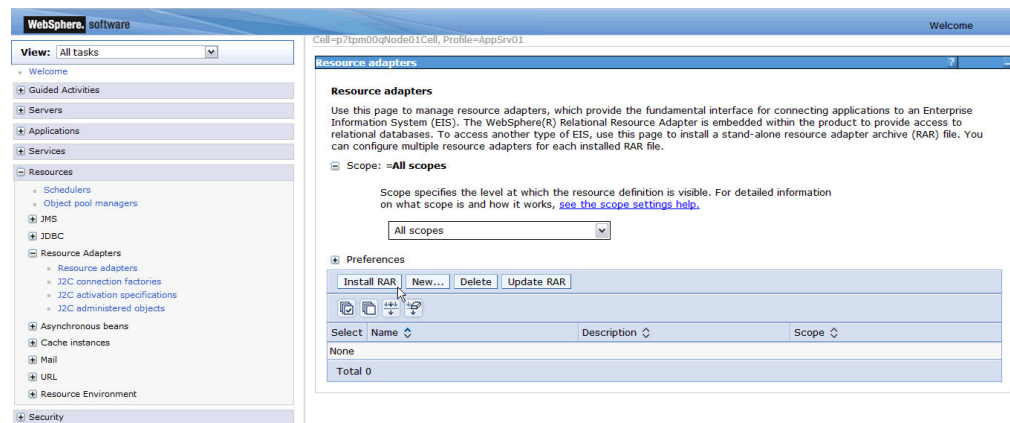 WebSphere. software
Welcome
View: All tasks
Welcome
Guided Activities
Servers
Applications
Services
Resources
Schedulers
Object pool managers
JMS
JDBC
Resource Adapters
Resource adapters
J2C connection factories
J2C activation specifications
J2C administered objects
Asynchronous beans
Cache instances
Mail
URL
Resource Environment
Security
Cell=p7tpm00qNode01Cell, Profile=AppSrv01
Resource adapters ? –
Resource adapters
Use this page to manage resource adapters, which provide the fundamental interface for connecting applications to an Enterprise
Information System (EIS). The WebSphere(R) Relational Resource Adapter is embedded within the product to provide access to
relational databases. To access another type of EIS, use this page to install a stand-alone resource adapter archive (RAR) file. You
can configure multiple resource adapters for each installed RAR file.
Scope: =All scopes
Scope specifies the level at which the resource definition is visible. For detailed information
on what scope is and how it works, see the scope settings help.
All scopes
Preferences
Install RAR New... Delete Update RAR
Select Name Description Scope
None
Total 0